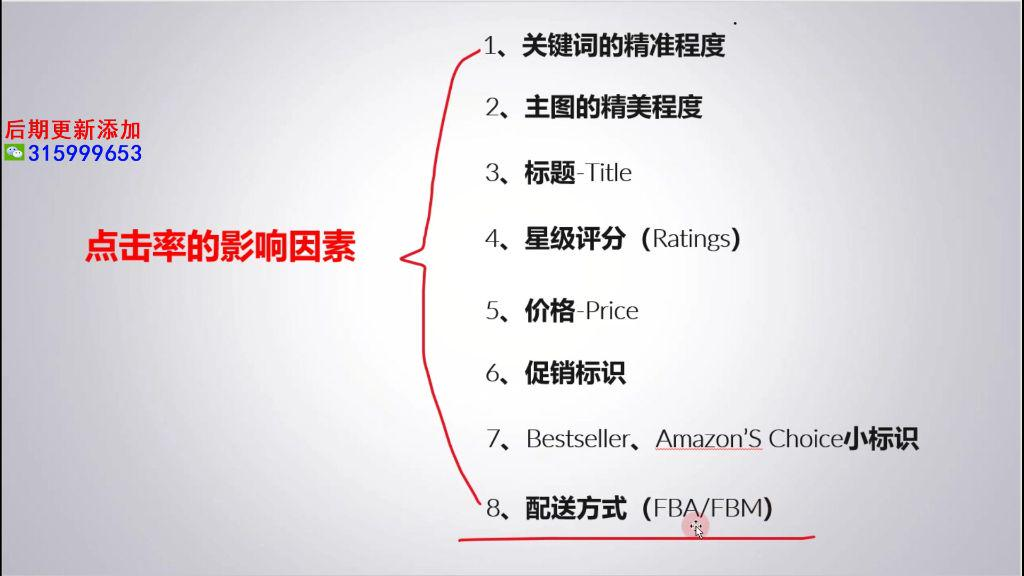 后期更新添加
315999653
点击率的影响因素
1、关键词的精准程度
2、主图的精美程度
3、标题-Title
4、星级评分（Ratings）
5、价格-Price
6、促销标识
7、Bestseller、Amazon’S Choice小标识
8、配送方式（FBA/FBM）